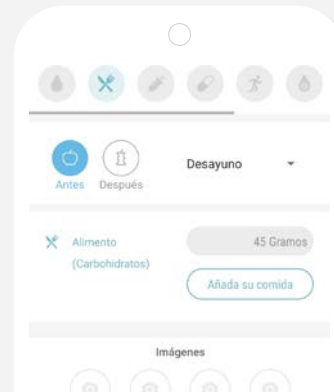 Desayuno
Antes Después
Alimento
(Carbohidratos)
45 Gramos
Añada su comida
Imágenes